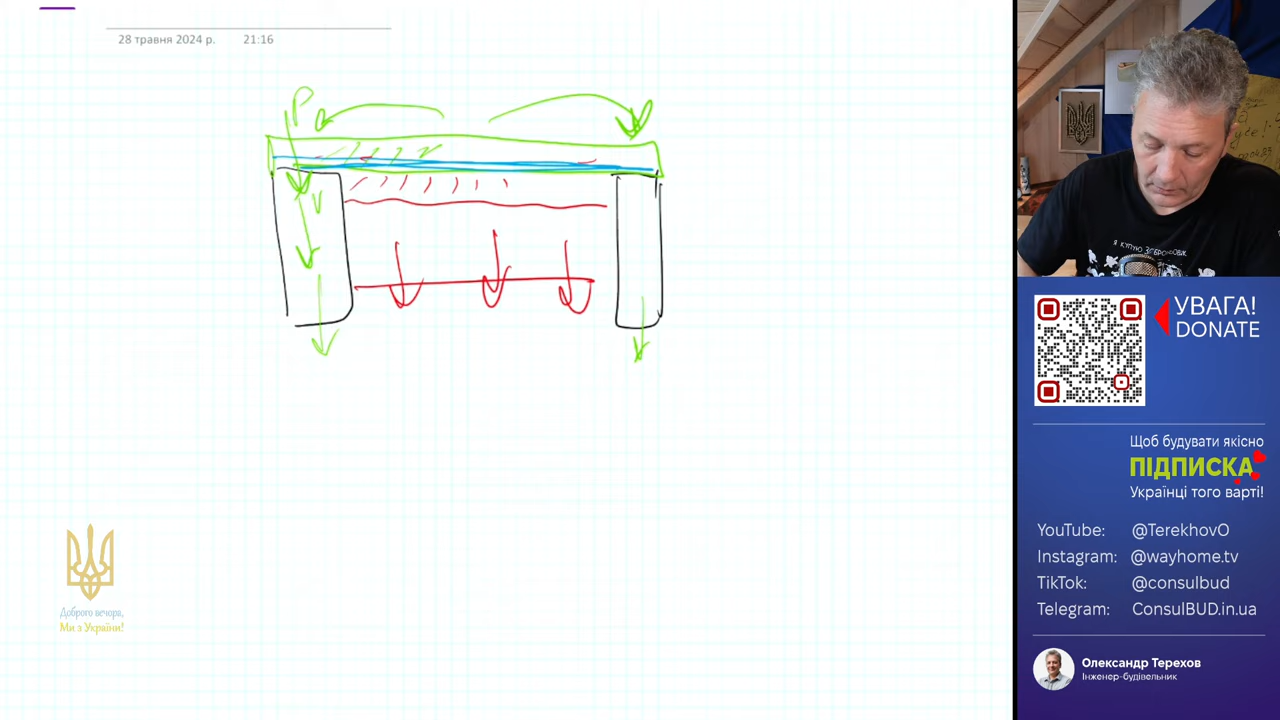 28 травня 2024 р. 21:16
P
V
Доброго вечора,
Ми з України!
Я КУПУЮ
УВАГА!
DONATE
Щоб будувати якісно
ПІДПИСКА
Українці того варті!
YouTube: @TerekhovO
Instagram: @wayhome.tv
TikTok: @consulbud
Telegram: ConsulBUD.in.ua
Олександр Терехов
Інженер-будівельник